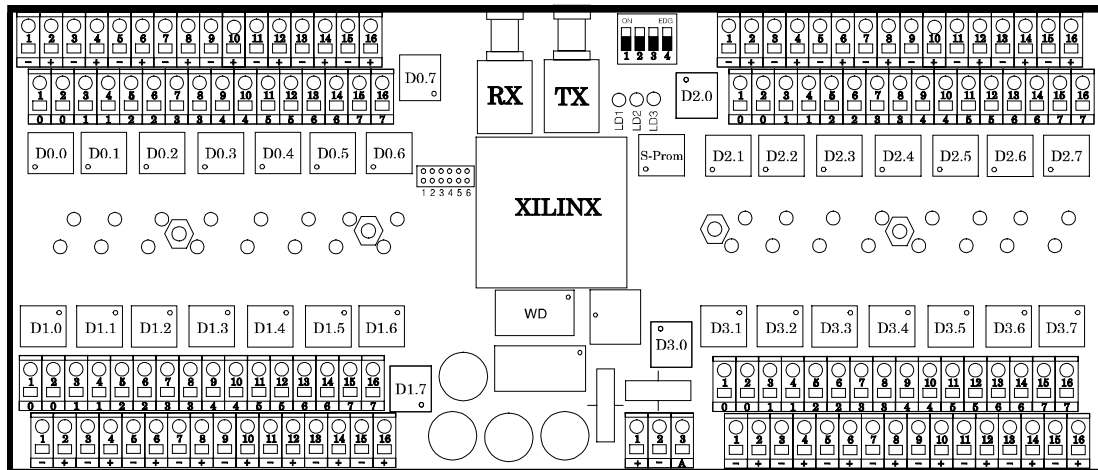 ON EDG
1 2 3 4 5 6 7 8 9 10 11 12 13 14 15 16
- + - + - + - + - + - + - + - +
1 2 3 4 5 6 7 8 9 10 11 12 13 14 15 16
0 0 1 1 2 2 3 3 4 4 5 5 6 6 7 7
D0.7
RX
TX
1 2 3 4
LD1
LD2
LD3
D2.0
1 2 3 4 5 6 7 8 9 10 11 12 13 14 15 16
- + - + - + - + - + - + - + - +
1 2 3 4 5 6 7 8 9 10 11 12 13 14 15 16
0 0 1 1 2 2 3 3 4 4 5 5 6 6 7 7
D0.0 D0.1 D0.2 D0.3 D0.4 D0.5 D0.6
S-Prom
D2.1 D2.2 D2.3 D2.4 D2.5 D2.6 D2.7
1 2 3 4 5 6
XILINX
WD
D1.0 D1.1 D1.2 D1.3 D1.4 D1.5 D1.6
D3.0
D3.1 D3.2 D3.3 D3.4 D3.5 D3.6 D3.7
1 2 3 4 5 6 7 8 9 10 11 12 13 14 15 16
0 0 1 1 2 2 3 3 4 4 5 5 6 6 7 7
D1.7
1 2 3 4 5 6 7 8 9 10 11 12 13 14 15 16
- + - + - + - + - + - + - + - +
1 2 3
+ - A
1 2 3 4 5 6 7 8 9 10 11 12 13 14 15 16
0 0 1 1 2 2 3 3 4 4 5 5 6 6 7 7
1 2 3 4 5 6 7 8 9 10 11 12 13 14 15 16
- + - + - + - + - + - + - + - +